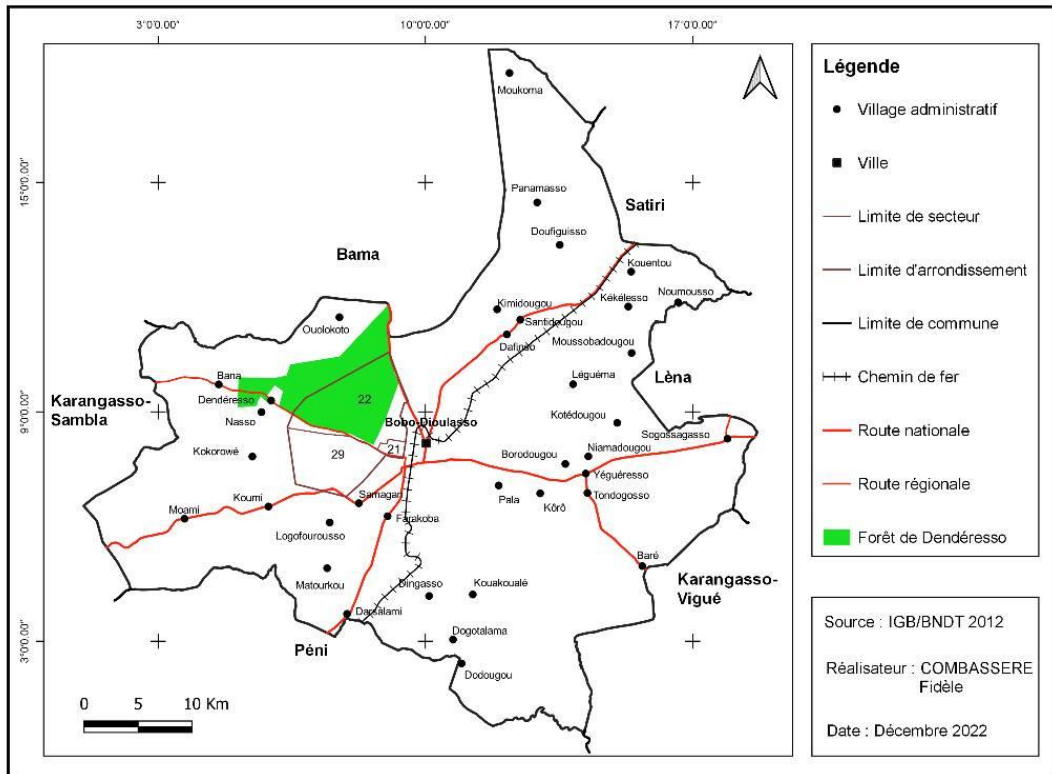 3°0'0.00"
10°0'0.00"
17°0'0.00"
15°0'0.00"
9°0'0.00"
3°0'0.00"
Moukoma
Panamasso
Satiri
Doufiguisso
Bama
Kouentou
Kékélesso
Noumousso
Kimidougou
Santidougou
Ouolokoto
Dafinso
Moussobadougou
Bana
Léguéma
Lèna
Karangasso-
Sambla
Dendéresso
22
Nasso
Bobo-Dioulasso
Kotédougou
Sogossagasso
Kokorowé
29
21
Borodougou
Niamadougou
Yéguéresso
Koumi
Samagan
Pala
Kôrô
Tondogosso
Moami
Logofourousso
Farakoba
Baré
Matourkou
Dingasso
Kouakoualé
Karangasso-
Vigué
Darsalami
Péni
Dogotalama
Dodougou
0 5 10 Km
Légende
Village administratif
Ville
Limite de secteur
Limite d'arrondissement
Limite de commune
Chemin de fer
Route nationale
Route régionale
Forêt de Dendéresso
Source : IGB/BNDT 2012
Réalisateur : COMBASSERE
Fidèle
Date : Décembre 2022